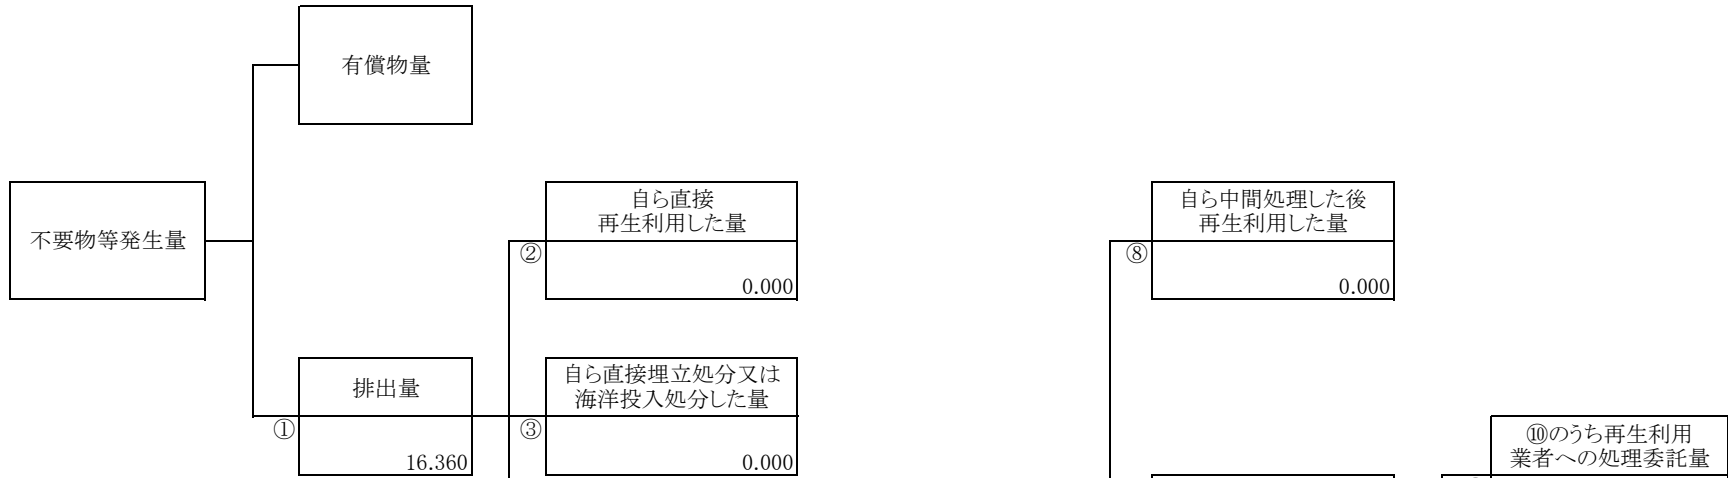 有償物量
不要物等発生量
自ら直接
再生利用した量
②
0.000
自ら中間処理した後
再生利用した量
⑧
0.000
排出量
①
16.360
自ら直接埋立処分又は
海洋投入処分した量
③
0.000
⑩のうち再生利用
業者への処理委託量